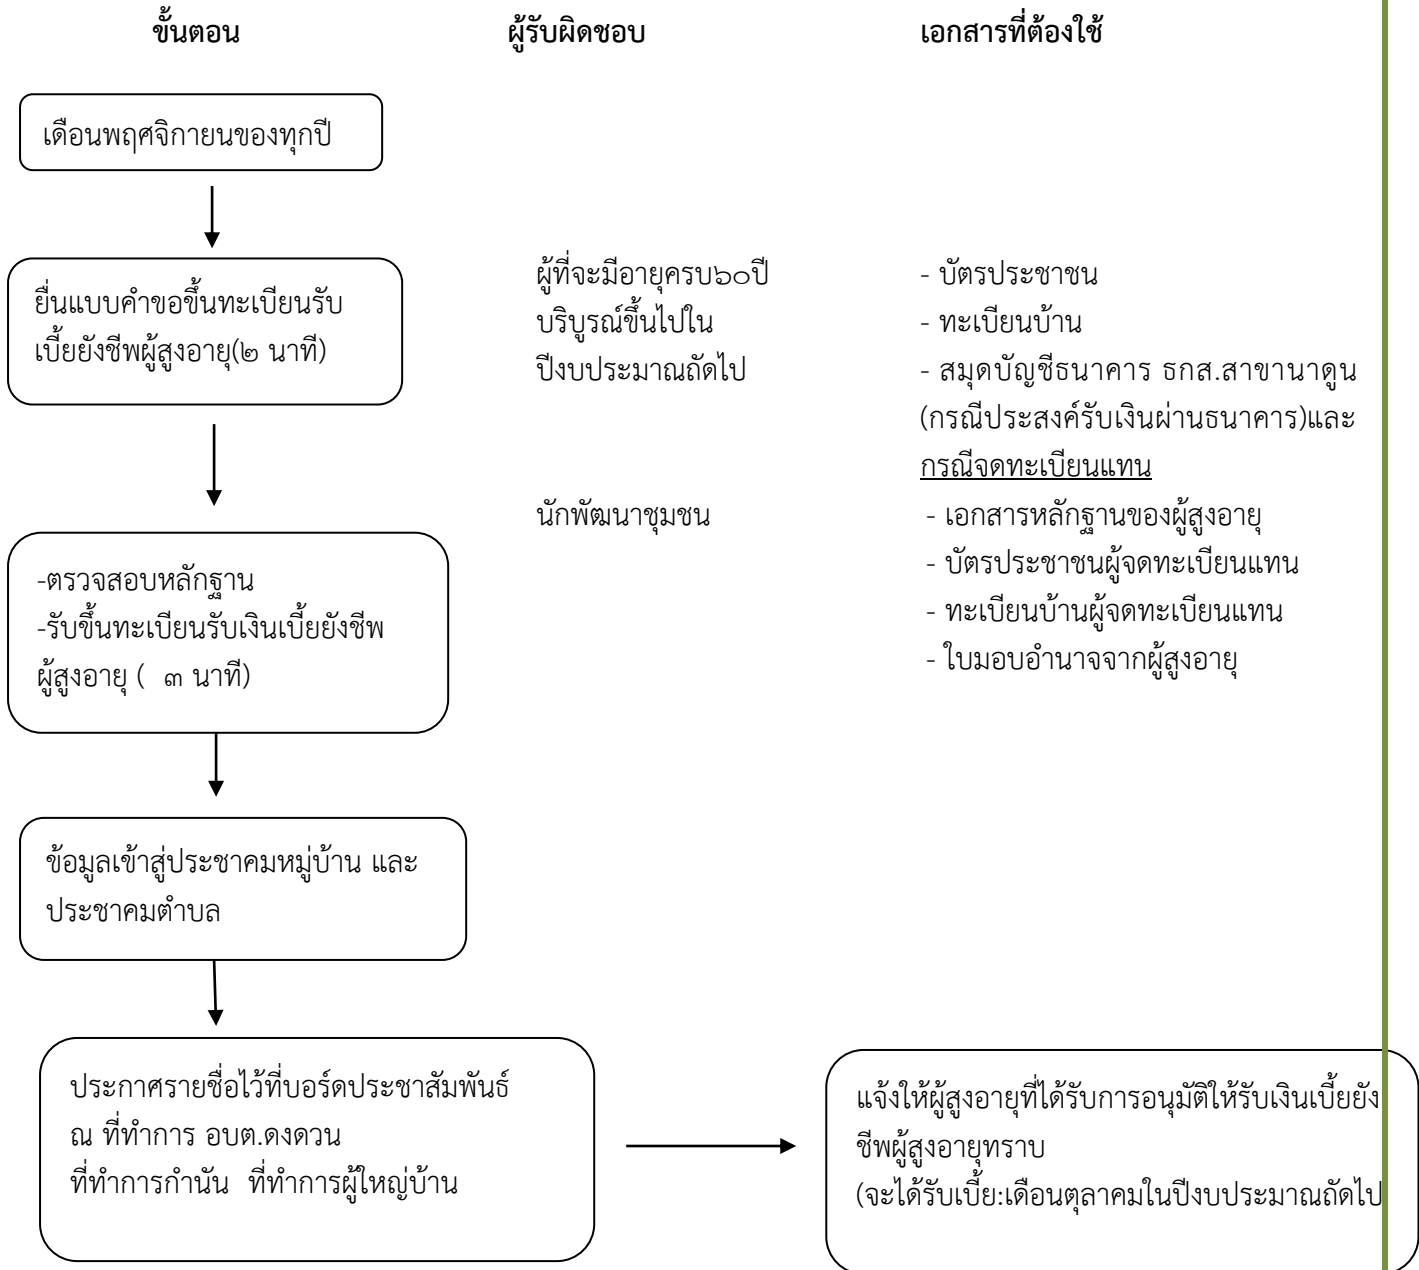 ขั้นตอน ผู้รับผิดชอบ เอกสารที่ต้องใช้
เดือนพฤศจิกายนของทุกปี
ยื่นแบบคำขอขึ้นทะเบียนรับ
เบี้ยยังชีพผู้สูงอายุ(๒ นาที)
ผู้ที่จะมีอายุครบ๖๐ปี
บริบูรณ์ขึ้นไปใน
ปีงบประมาณถัดไป
- บัตรประชาชน
- ทะเบียนบ้าน
- สมุดบัญชีธนาคาร ธกส.สาขานาดูน
(กรณีประสงค์รับเงินผ่านธนาคาร)และ
กรณีจดทะเบียนแทน
- เอกสารหลักฐานของผู้สูงอายุ
- บัตรประชาชนผู้จดทะเบียนแทน
- ทะเบียนบ้านผู้จดทะเบียนแทน
- ใบมอบอำนาจจากผู้สูงอายุ
นักพัฒนาชุมชน
-ตรวจสอบหลักฐาน
-รับขึ้นทะเบียนรับเงินเบี้ยยังชีพ
ผู้สูงอายุ ( ๓ นาที)
ข้อมูลเข้าสู่ประชาคมหมู่บ้าน และ
ประชาคมตำบล
ประกาศรายชื่อไว้ที่บอร์ดประชาสัมพันธ์
ณ ที่ทำการ อบต.ดงดวน
ที่ทำการกำนัน ที่ทำการผู้ใหญ่บ้าน
แจ้งให้ผู้สูงอายุที่ได้รับการอนุมัติให้รับเงินเบี้ยยัง
ชีพผู้สูงอายุทราบ
(จะได้รับเบี้ย:เดือนตุลาคมในปีงบประมาณถัดไป